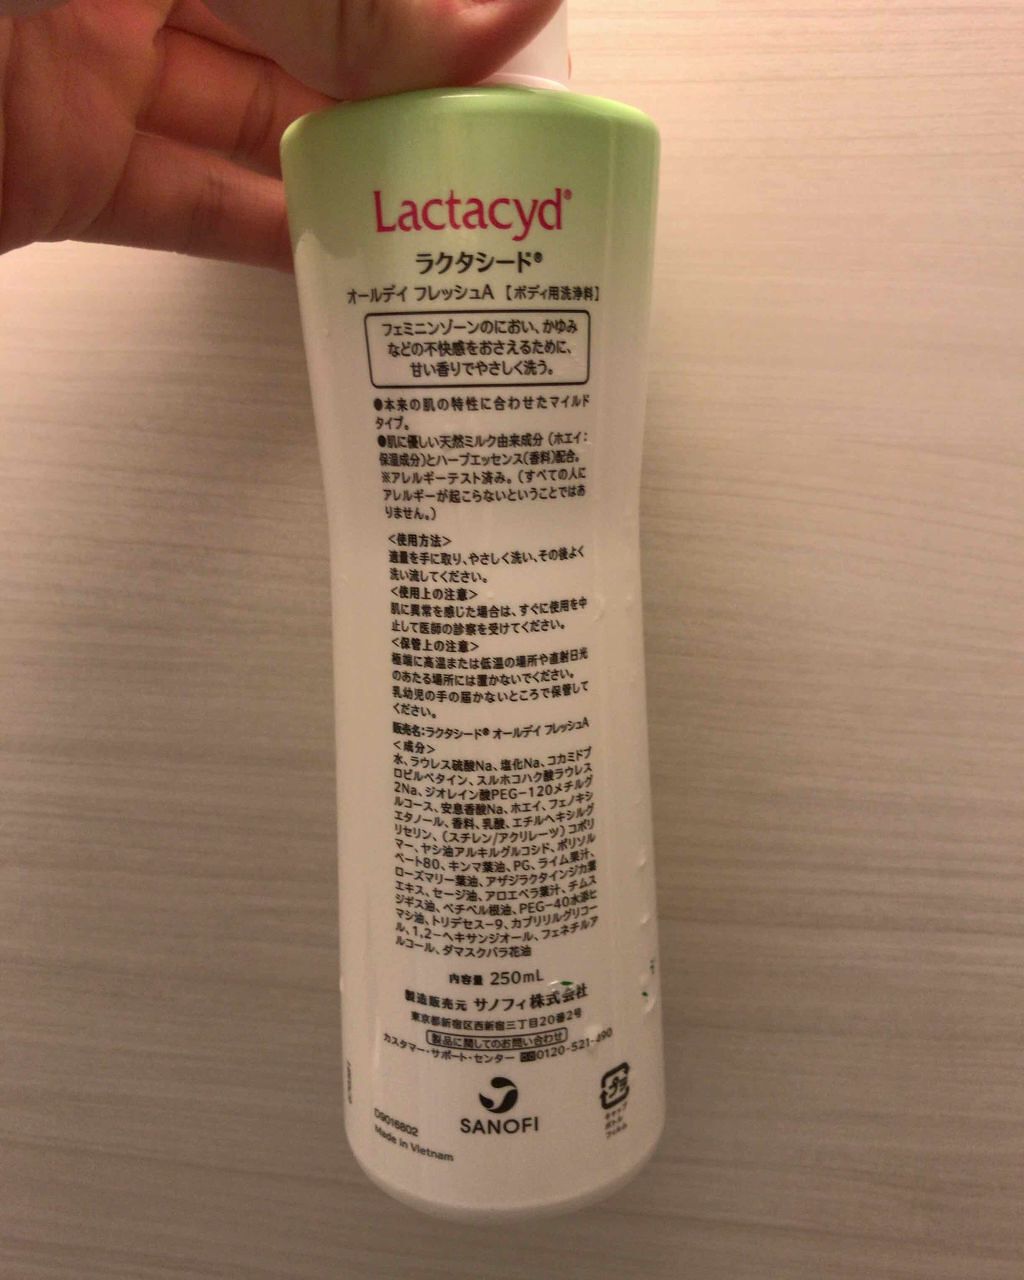 Lactacyd®
ラクタシード®
オールデイ フレッシュA 【ボディ用洗浄料】
フェミニンゾーンのにおい、かゆみ
などの不快感をおさえるために、
甘い香りでやさしく洗う。
●本来の肌の特性に合わせたマイルド
タイプ。
●肌に優しい天然ミルク由来成分 (ホエイ:
保湿成分)とハーブエッセンス(香料)配合。
※アレルギーテスト済み。(すべての人に
アレルギーが起こらないということではあ
りません。)
<使用方法>
適量を手に取り、やさしく洗い、その後よく
洗い流してください。
<使用上の注意>
肌に異常を感じた場合は、すぐに使用を中
止して医師の診察を受けてください。
<保管上の注意>
極端に高温または低温の場所や直射日光
のあたる場所には置かないでください。
乳幼児の手の届かないところで保管して
ください。
販売名:ラクタシード® オールデイ フレッシュA
<成分>
水、ラウレス硫酸Na、塩化Na、コカミドプ
ロピルベタイン、スルホコハク酸ラウレス
2Na、ジオレイン酸PEG-120メチルグ
ルコース、安息香酸Na、ホエイ、フェノキシ
エタノール、香料、乳酸、エチルヘキシルグ
リセリン、(スチレン/アクリレーツ)コポリ
マー、ヤシ油アルキルグルコシド、ポリソル
ベート80、キンマ葉油、PG、ライム果汁、
ローズマリー葉油、アザジラクタインジカ葉
エキス、セージ油、アロエベラ果汁、チムス
ジギス油、ベチベル根油、PEG-40水添ヒ
マシ油、トリデセス-9、カプリリルグリコー
ル、1,2-ヘキサンジオール、フェネチルア
ルコール、ダマスクバラ花油
内容量 250mL
製造販売元 サノフィ株式会社
東京都新宿区西新宿三丁目20番2号
製品に関してのお問い合わせ
カスタマー・サポート・センター 0120-521-490
SANOFI
プラ
キャップ
ボトル
フィルム
D9016802
Made in Vietnam